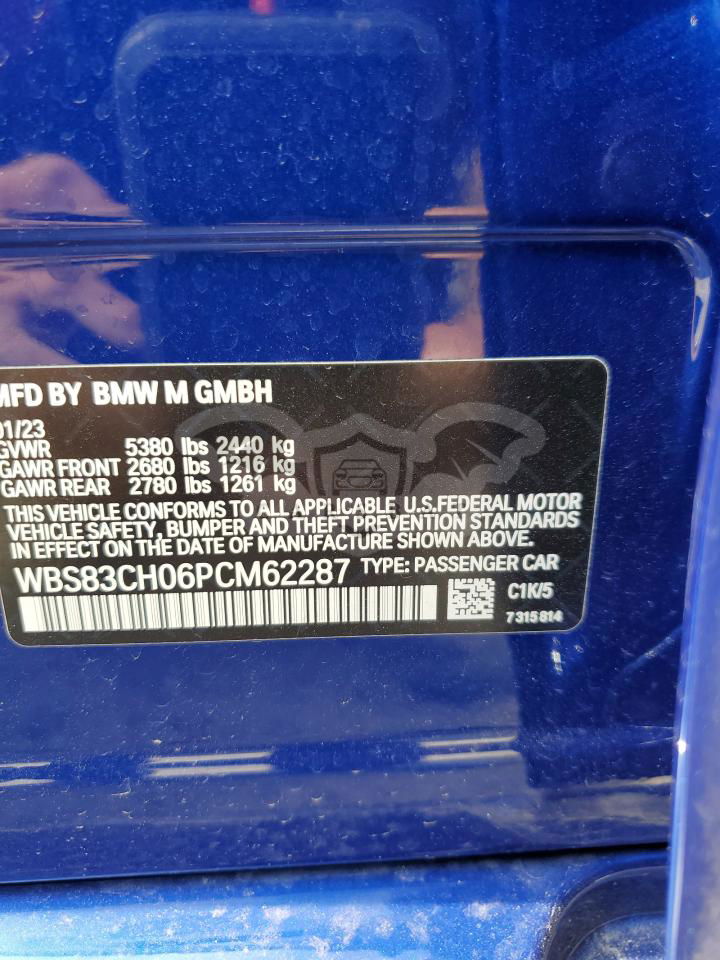 MFD BY BMW M GMBH
01/23
GVWR 5380 lbs 2440 kg
GAWR FRONT 2680 lbs 1216 kg
GAWR REAR 2780 lbs 1261 kg
THIS VEHICLE CONFORMS TO ALL APPLICABLE U.S.FEDERAL MOTOR
VEHICLE SAFETY, BUMPER AND THEFT PREVENTION STANDARDS
IN EFFECT ON THE DATE OF MANUFACTURE SHOWN ABOVE.
WBS83CH06PCM62287 TYPE: PASSENGER CAR
C1K/5
7315814